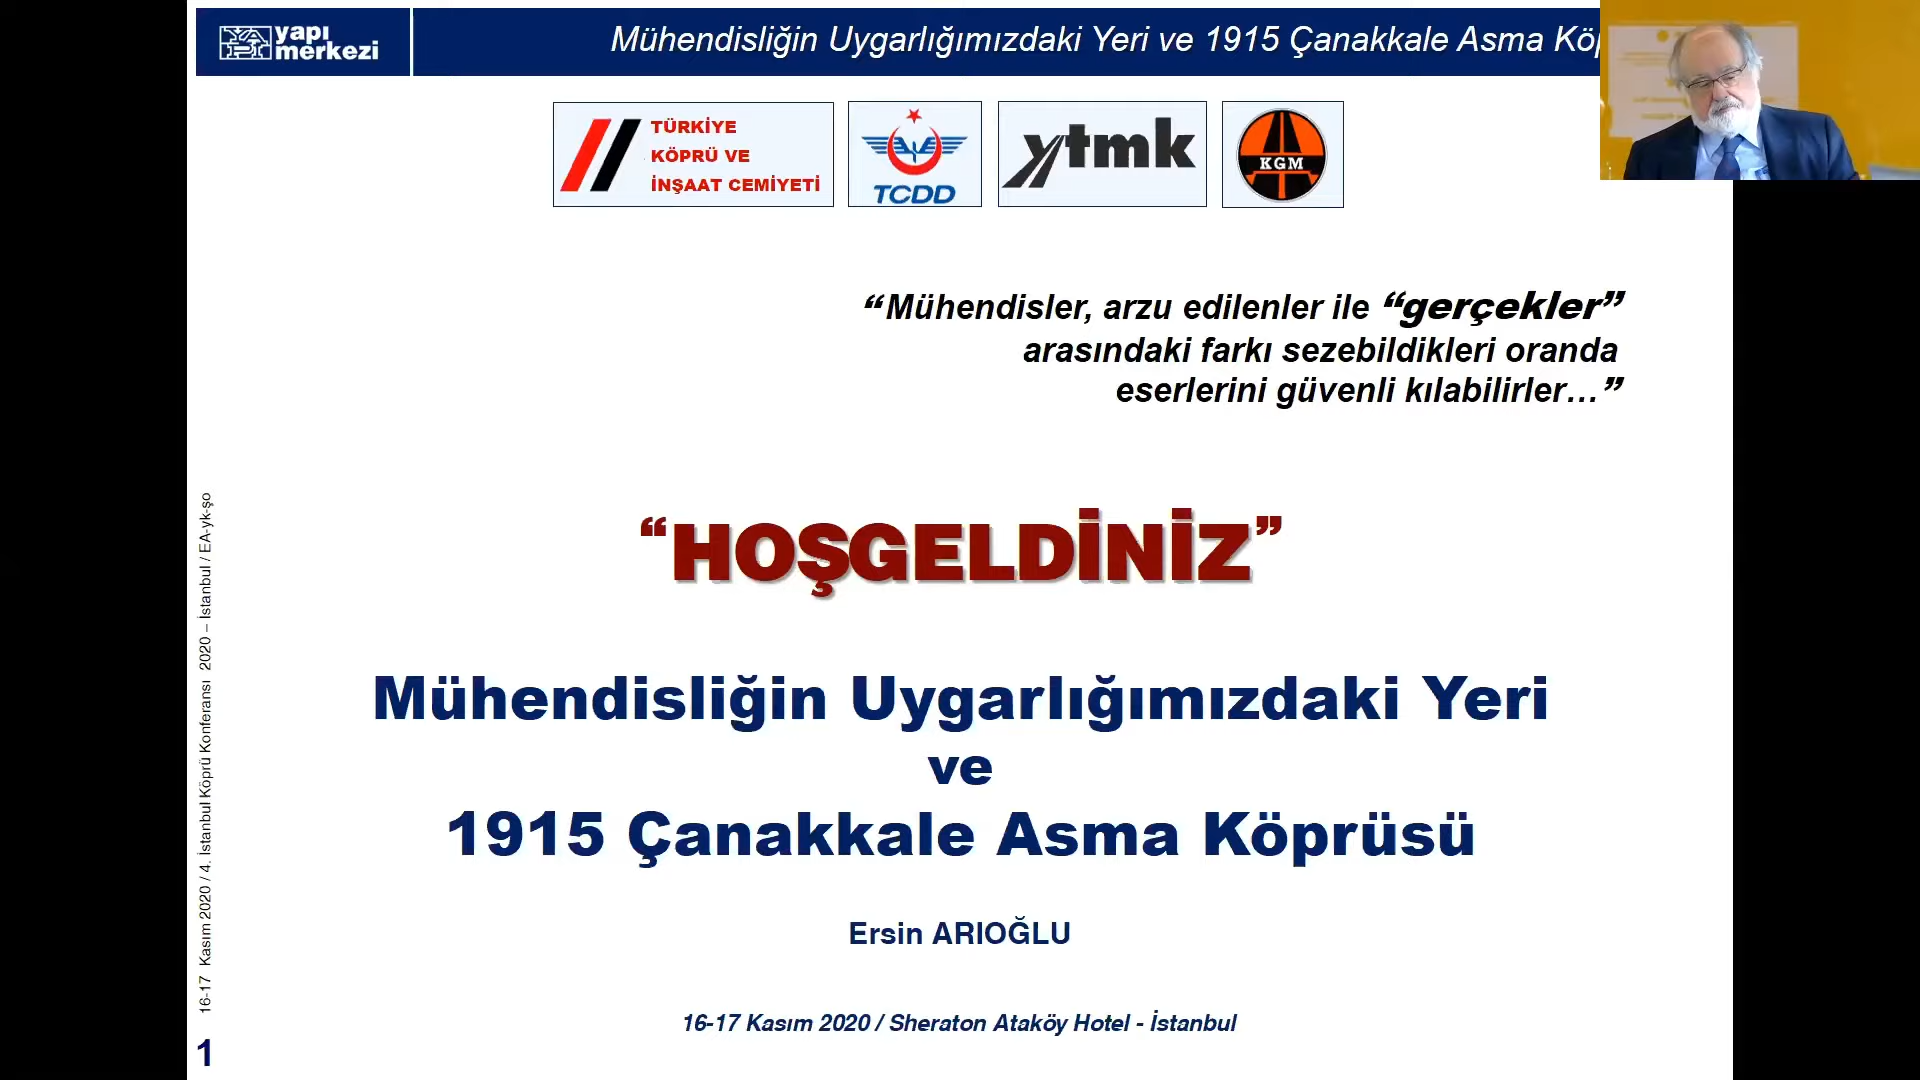 yapı
merkezi
Mühendisliğin Uygarlığımızdaki Yeri ve 1915 Çanakkale Asma Köp
TÜRKİYE
KÖPRÜ VE
İNŞAAT CEMİYETİ
TCDD
ytmk
KGM
“Mühendisler, arzu edilenler ile “gerçekler”
arasındaki farkı sezebildikleri oranda
eserlerini güvenli kılabilirler…”
“HOŞGELDİNİZ”
Mühendisliğin Uygarlığımızdaki Yeri
ve
1915 Çanakkale Asma Köprüsü
Ersin ARIOĞLU
16-17 Kasım 2020 / Sheraton Ataköy Hotel - İstanbul
16-17 Kasım 2020 / 4. İstanbul Köprü Konferansı 2020 – İstanbul / EA-yk-şo
1